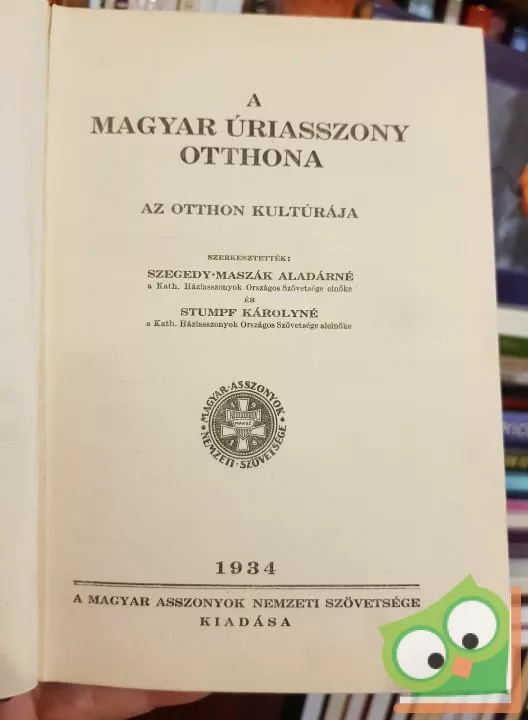 A
MAGYAR ÚRIASSZONY
OTTHONA
AZ OTTHON KULTÚRÁJA
SZERKESZTETTÉK:
SZEGEDY-MASZÁK ALADÁRNÉ
a Kath. Háziasszonyok Országos Szövetsége elnöke
ÉS
STUMPF KÁROLYNÉ
a Kath. Háziasszonyok Országos Szövetsége alelnöke
MAGYAR-ASSZONYOK
NEMZETI-SZÖVETSÉGE
1934
A MAGYAR ASSZONYOK NEMZETI SZÖVETSÉGE
KIADÁSA